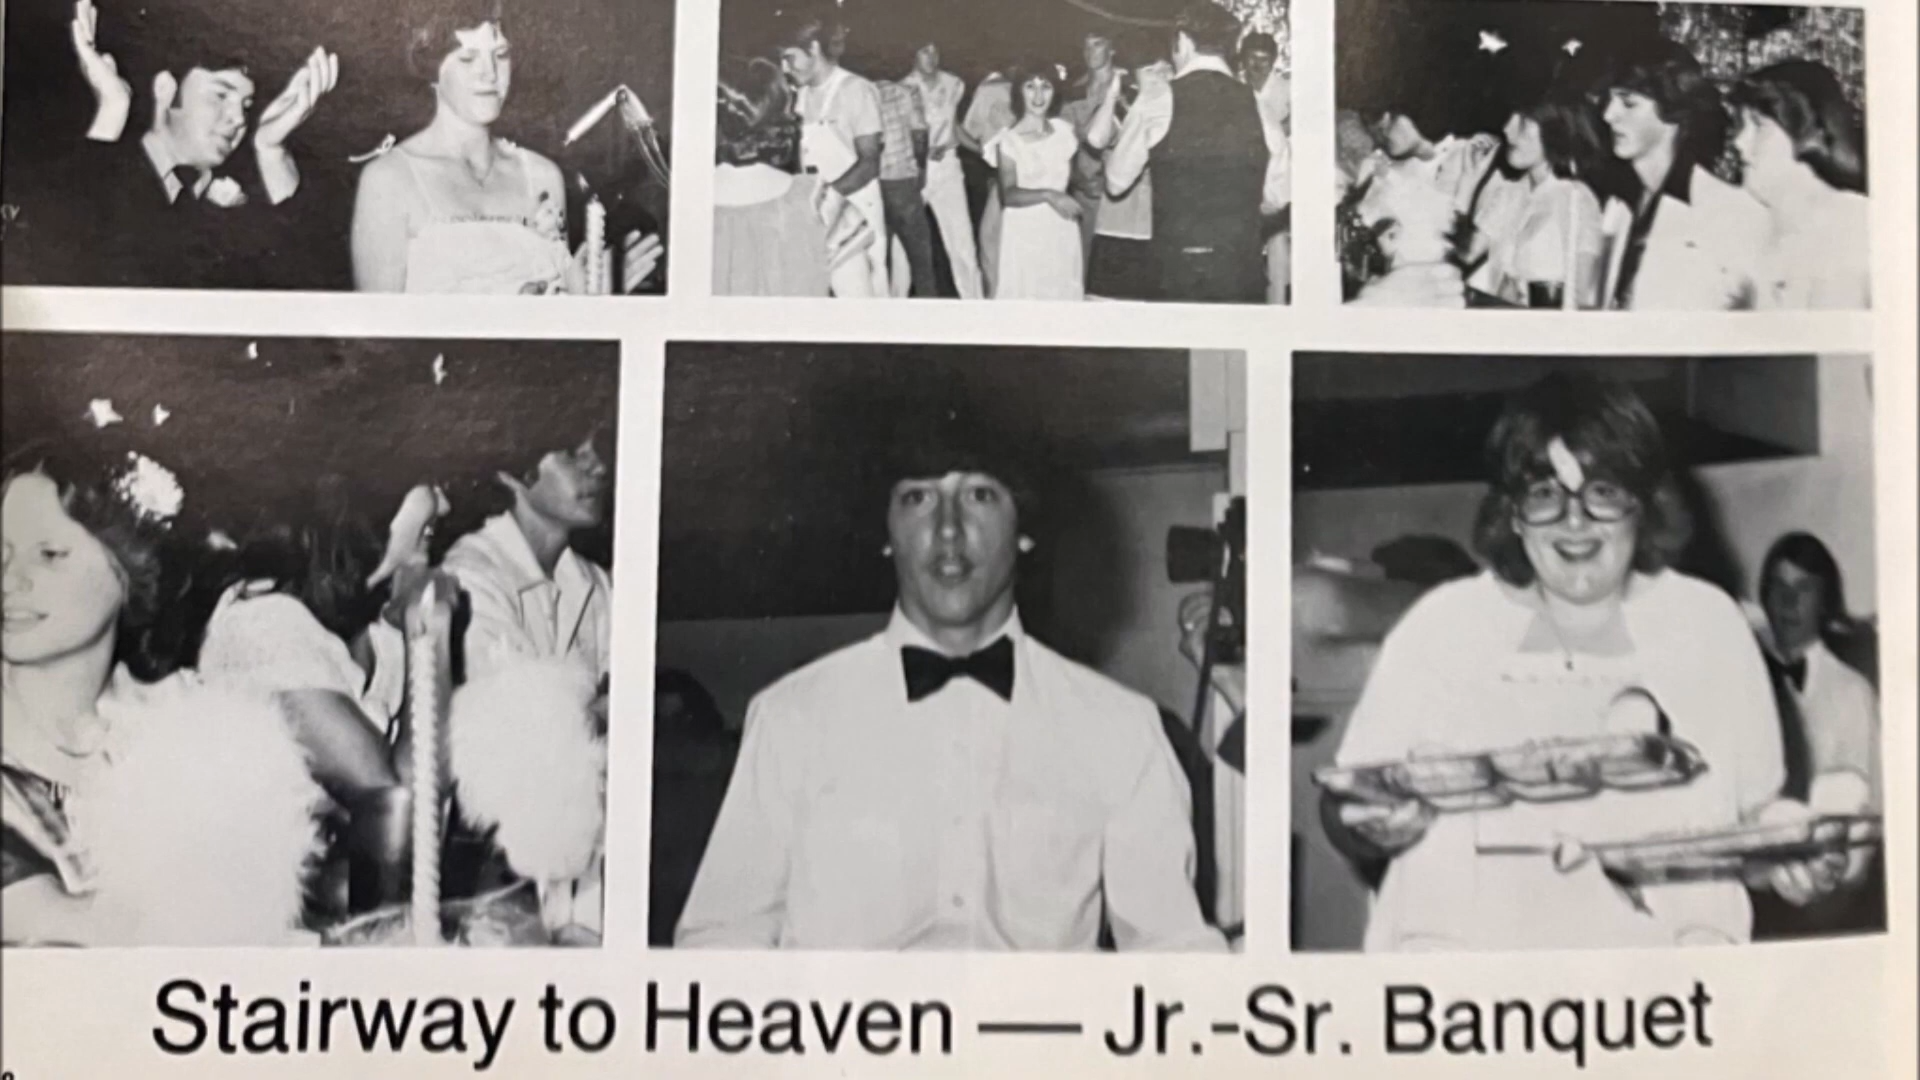 Stairway to Heaven — Jr.-Sr. Banquet